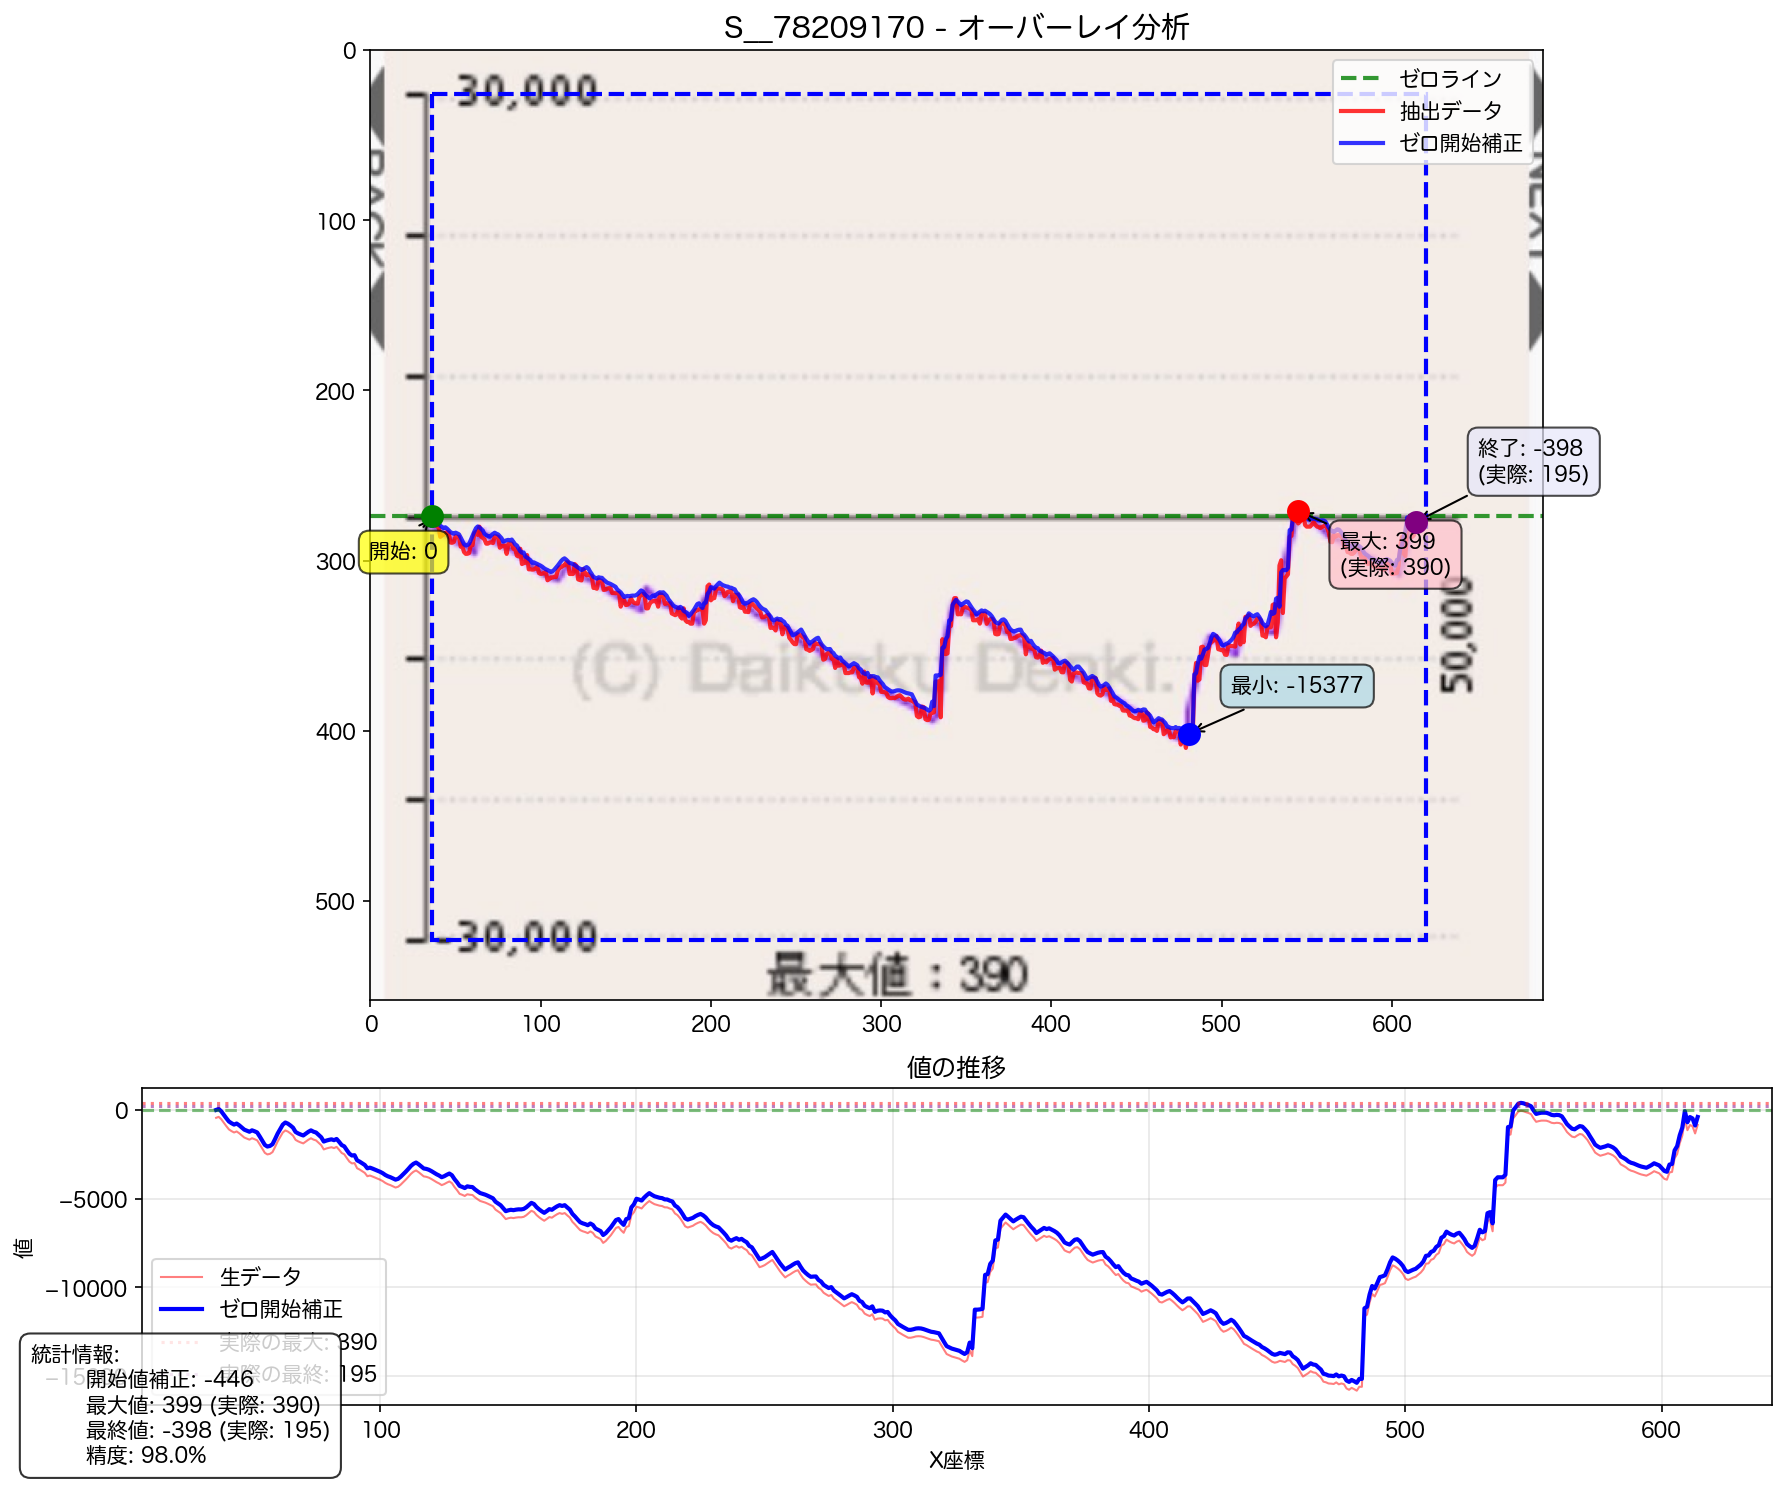 S__78209170 - オーバーレイ分析
0
100
200
300
400
500
30,000
ゼロライン
抽出データ
ゼロ開始補正
BACK
NEXT
終了: -398
(実際: 195)
開始: 0
最大: 399
(実際: 390)
50,000
(C) Daikoku Denki.
最小: -15377
-30,000
最大値：390
0
100
200
300
400
500
600
値の推移
0
−5000
−10000
値
生データ
ゼロ開始補正
実際の最大: 390
実際の最終: 195
統計情報:
開始値補正: -446
最大値: 399 (実際: 390)
最終値: -398 (実際: 195)
精度: 98.0%
100
200
300
400
500
600
X座標